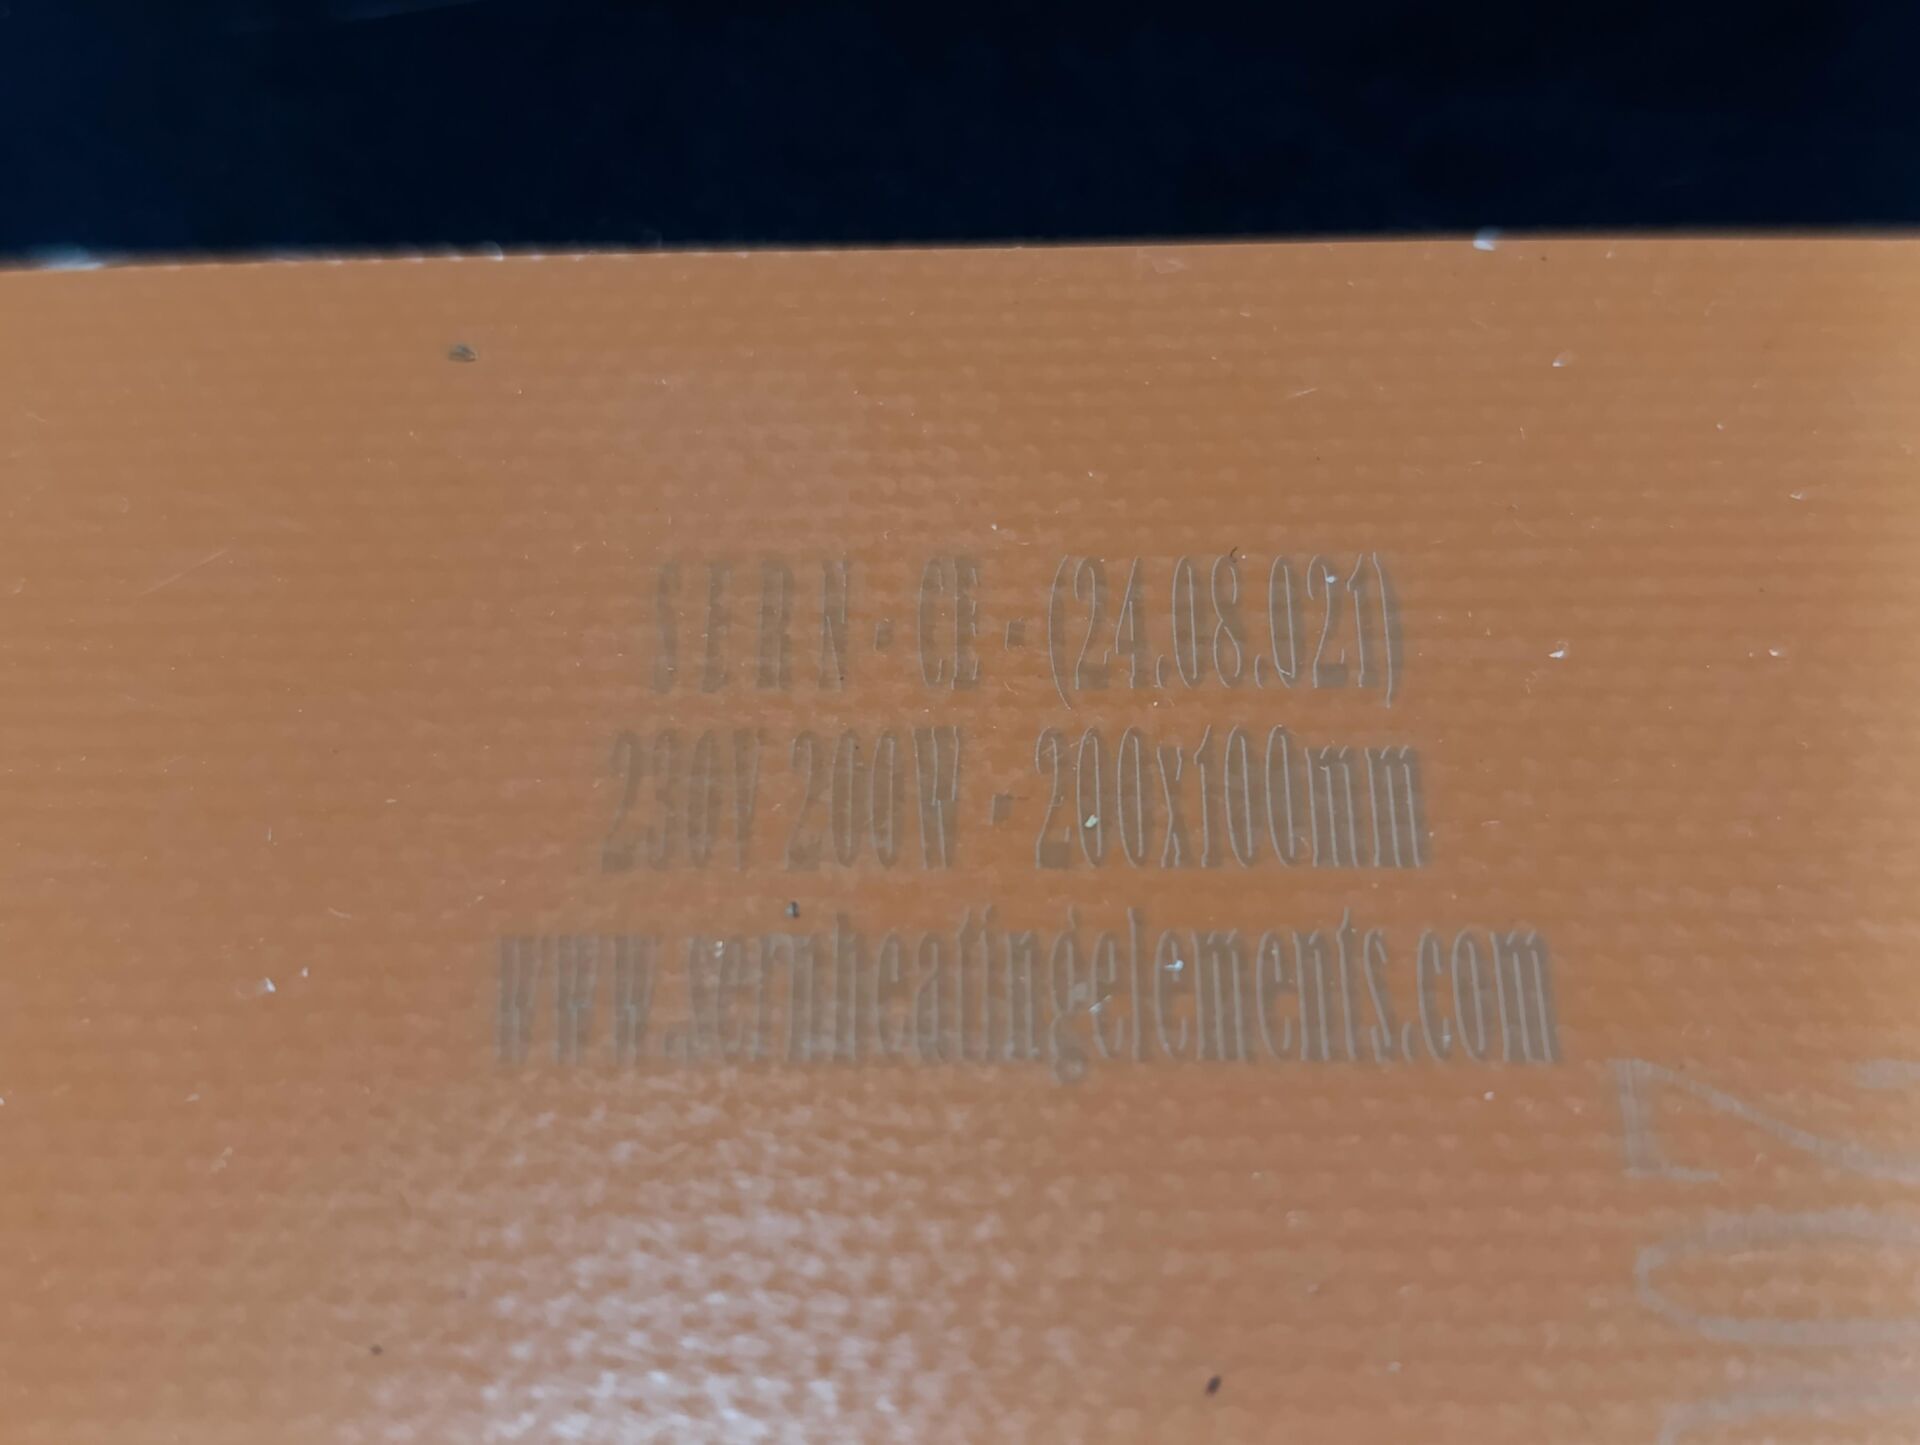 SERN - CE - (24.08.021)
230V 200W - 200x100mm
www.sernheatingelements.com